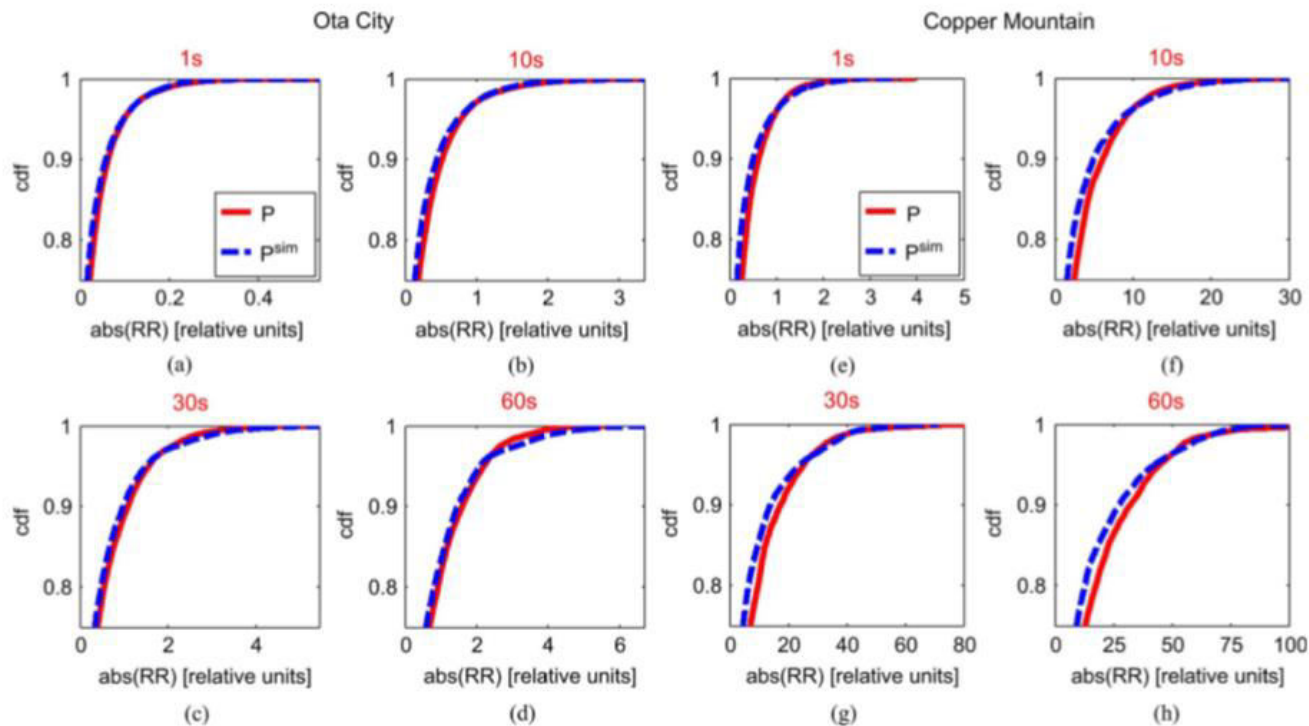 Ota City Copper Mountain
1s 10s 1s 10s
1 1 1 1
0.9 0.9 0.9 0.9
0.8 0.8 0.8 0.8
cdf cdf cdf cdf
P P
Psim Psim
0 0.2 0.4 0 1 2 3 0 1 2 3 4 5 0 10 20 30
abs(RR) [relative units] abs(RR) [relative units] abs(RR) [relative units] abs(RR) [relative units]
(a) (b) (e) (f)
30s 60s 30s 60s
1 1 1 1
0.9 0.9 0.9 0.9
0.8 0.8 0.8 0.8
cdf cdf cdf cdf
0 2 4 0 2 4 6 0 20 40 60 80 0 25 50 75 100
abs(RR) [relative units] abs(RR) [relative units] abs(RR) [relative units] abs(RR) [relative units]
(c) (d) (g) (h)